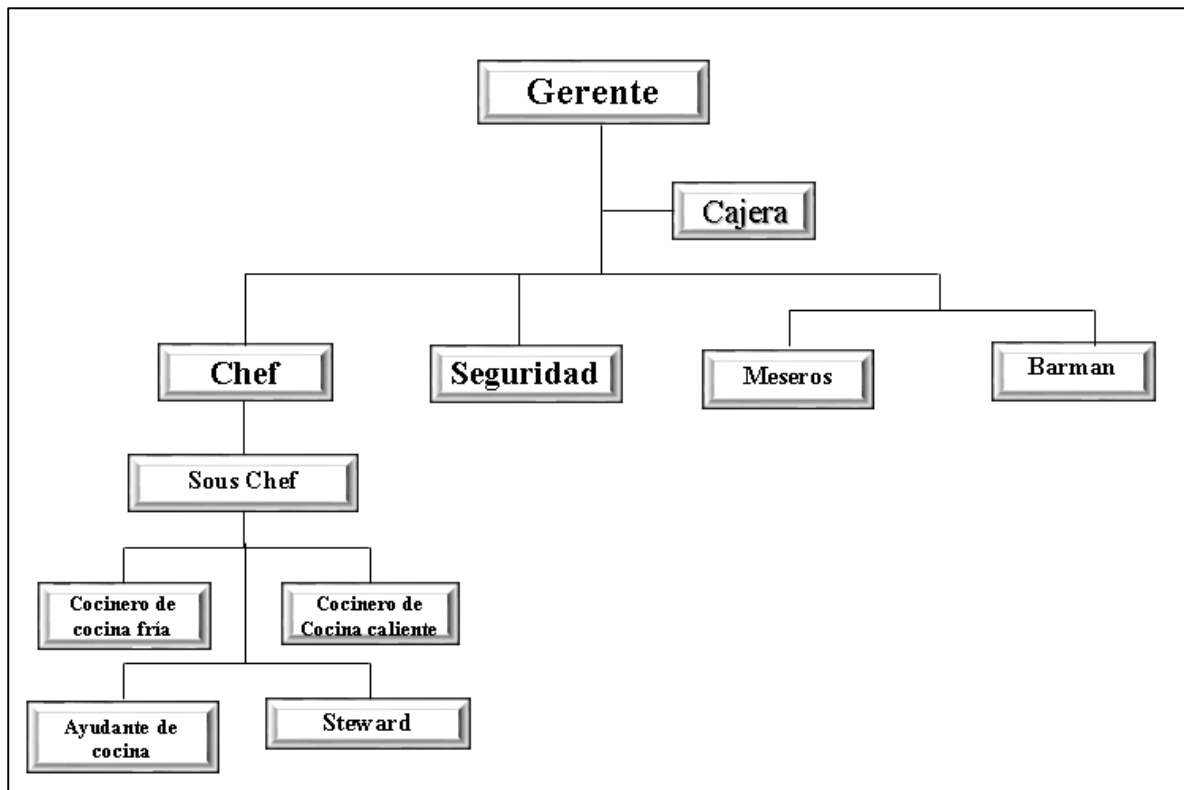 Gerente
Cajera
Chef
Seguridad
Meseros
Barman
Sous Chef
Cocinero de
cocina fría
Cocinero de
Cocina caliente
Ayudante de
cocina
Steward